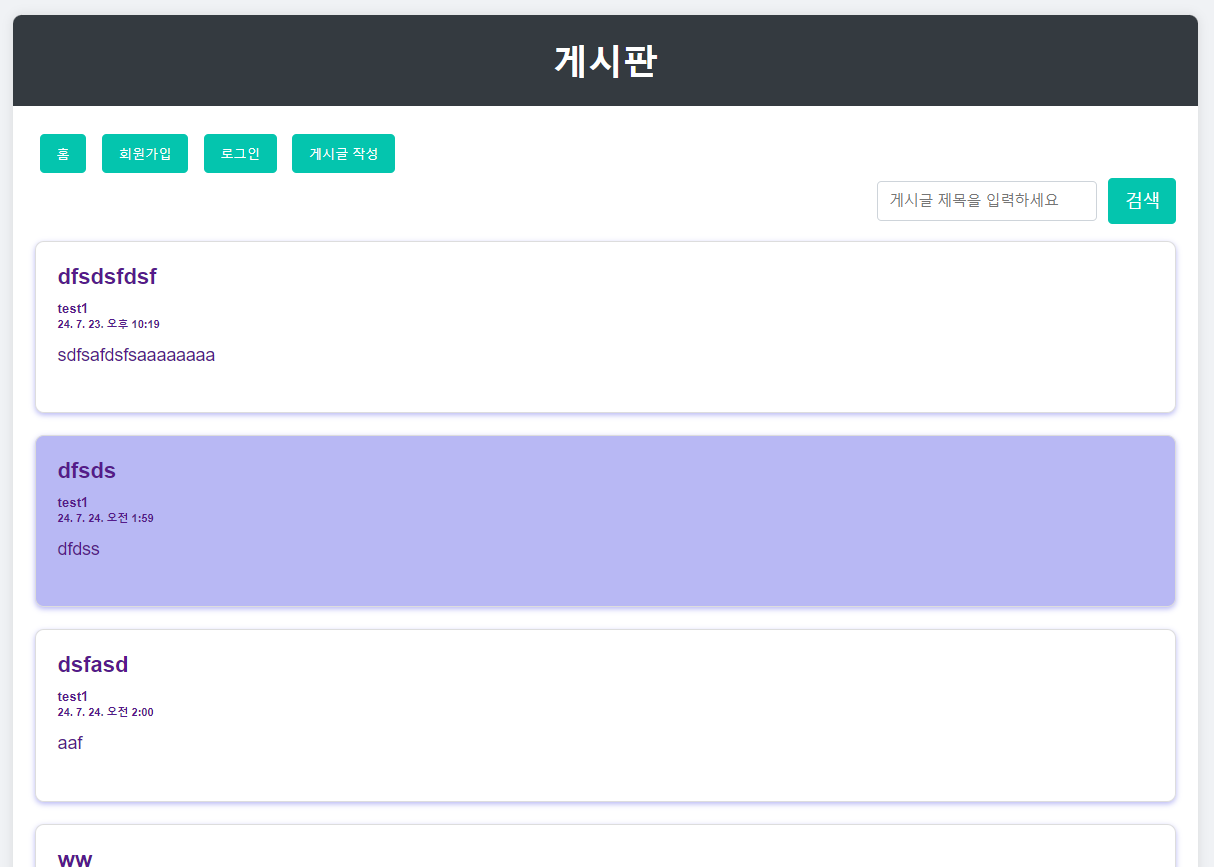 게시판
홈 회원가입 로그인 게시글 작성
게시글 제목을 입력하세요 검색
dfsdsfdsf
test1
24. 7. 23. 오후 10:19
sdfsafdsfsaaaaaaaa
dfsds
test1
24. 7. 24. 오전 1:59
dfdss
dsfasd
test1
24. 7. 24. 오전 2:00
aaf
ww